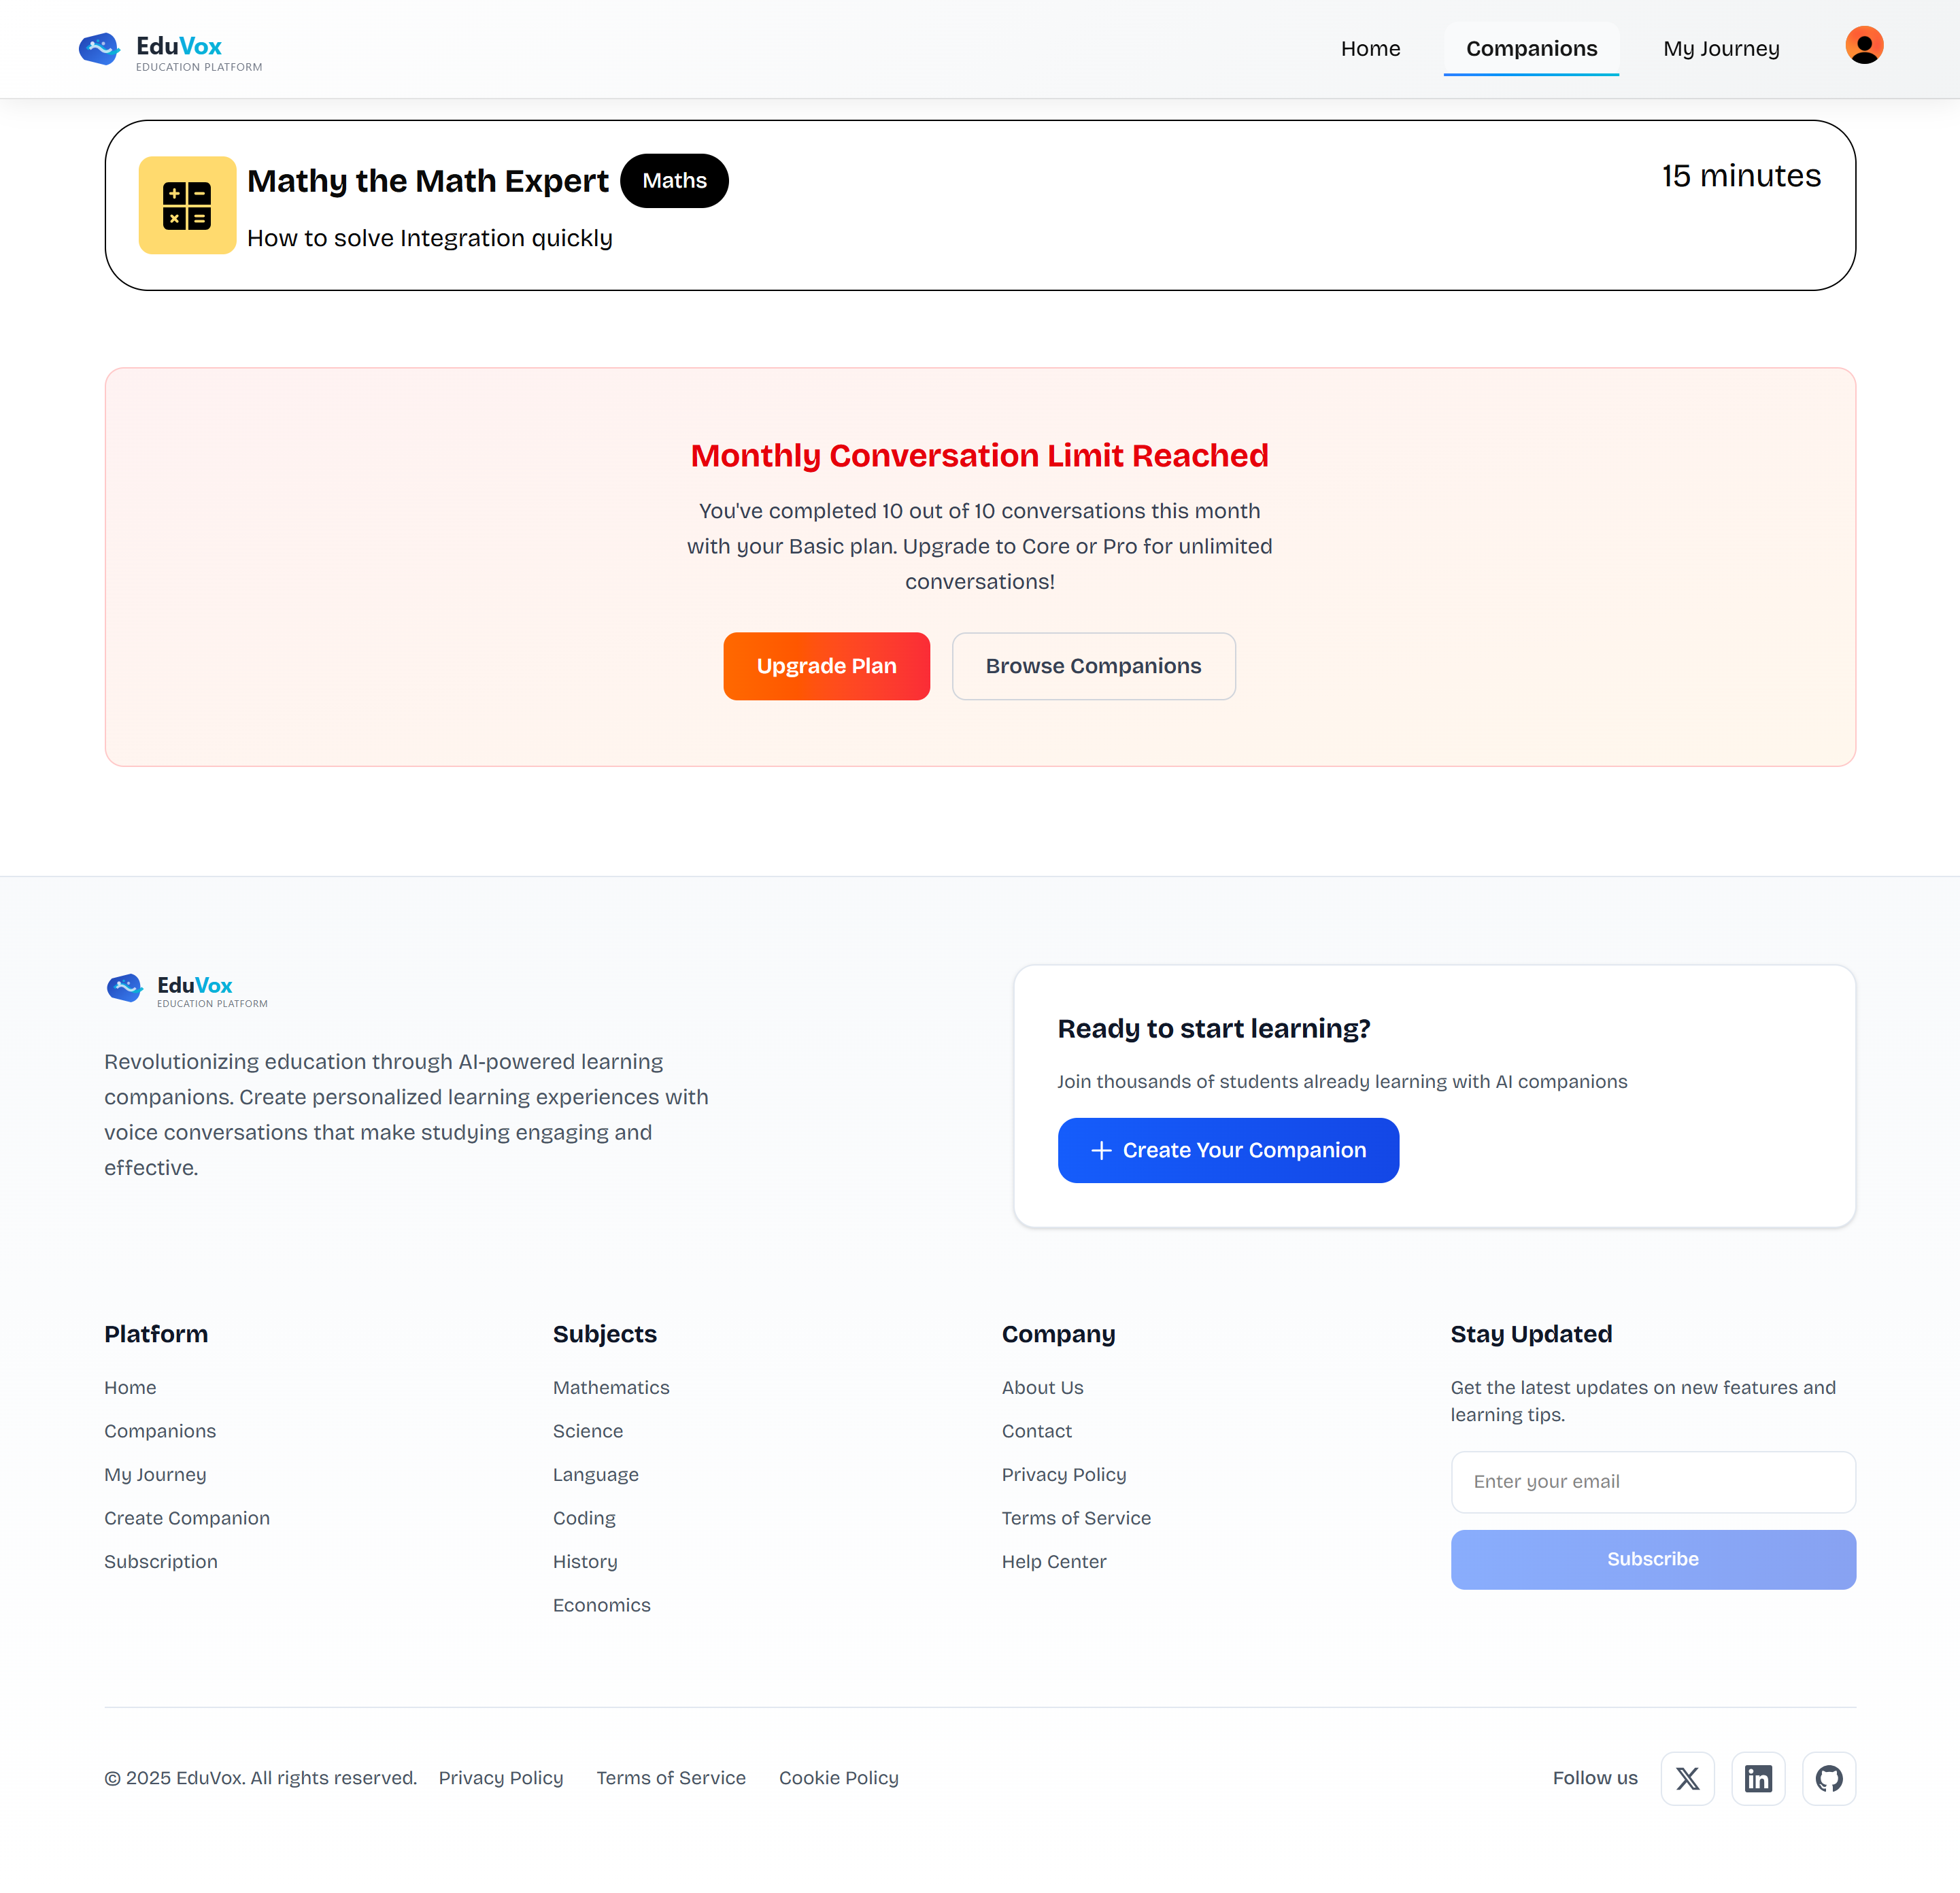 EduVox
EDUCATION PLATFORM
Home
Companions
My Journey
Mathy the Math Expert
Maths
15 minutes
How to solve Integration quickly
Monthly Conversation Limit Reached
You've completed 10 out of 10 conversations this month
with your Basic plan. Upgrade to Core or Pro for unlimited
conversations!
Upgrade Plan
Browse Companions
EduVox
EDUCATION PLATFORM
Revolutionizing education through AI-powered learning
companions. Create personalized learning experiences with
voice conversations that make studying engaging and
effective.
Ready to start learning?
Join thousands of students already learning with AI companions
Create Your Companion
Platform
Home
Companions
My Journey
Create Companion
Subscription
Subjects
Mathematics
Science
Language
Coding
History
Economics
Company
About Us
Contact
Privacy Policy
Terms of Service
Help Center
Stay Updated
Get the latest updates on new features and
learning tips.
Enter your email
Subscribe
© 2025 EduVox. All rights reserved.
Privacy Policy
Terms of Service
Cookie Policy
Follow us